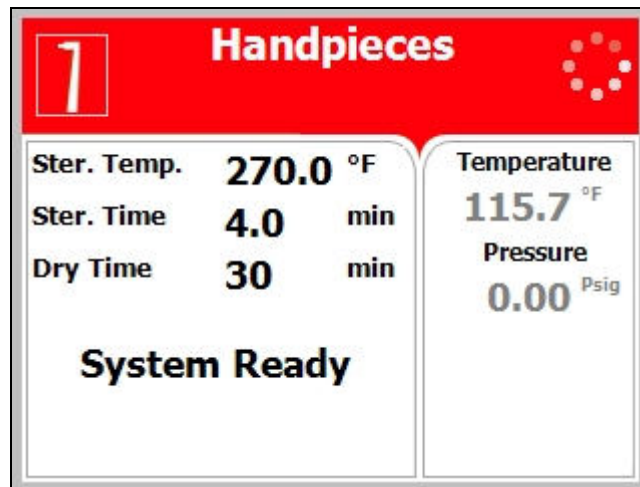 Handpieces
Ster. Temp. 270.0 °F
Ster. Time 4.0 min
Dry Time 30 min
System Ready
Temperature
115.7 °F
Pressure
0.00 Psig